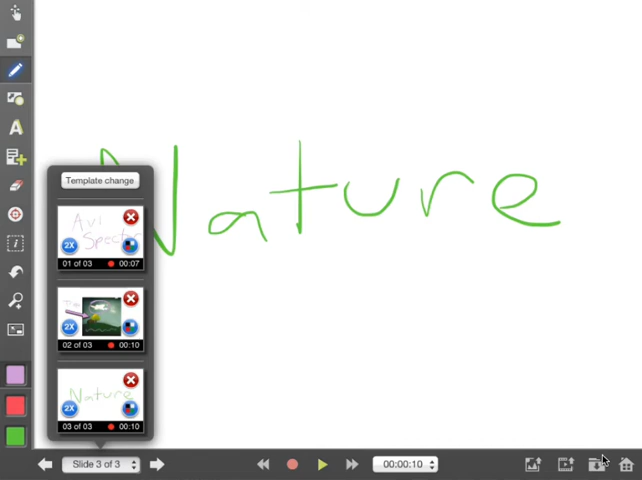 Nature
Template change
Avi
Spector
2X
01 of 03 00:07
2X
02 of 03 00:10
Nature
2X
03 of 03 00:10
A
i
Slide 3 of 3
00:00:10